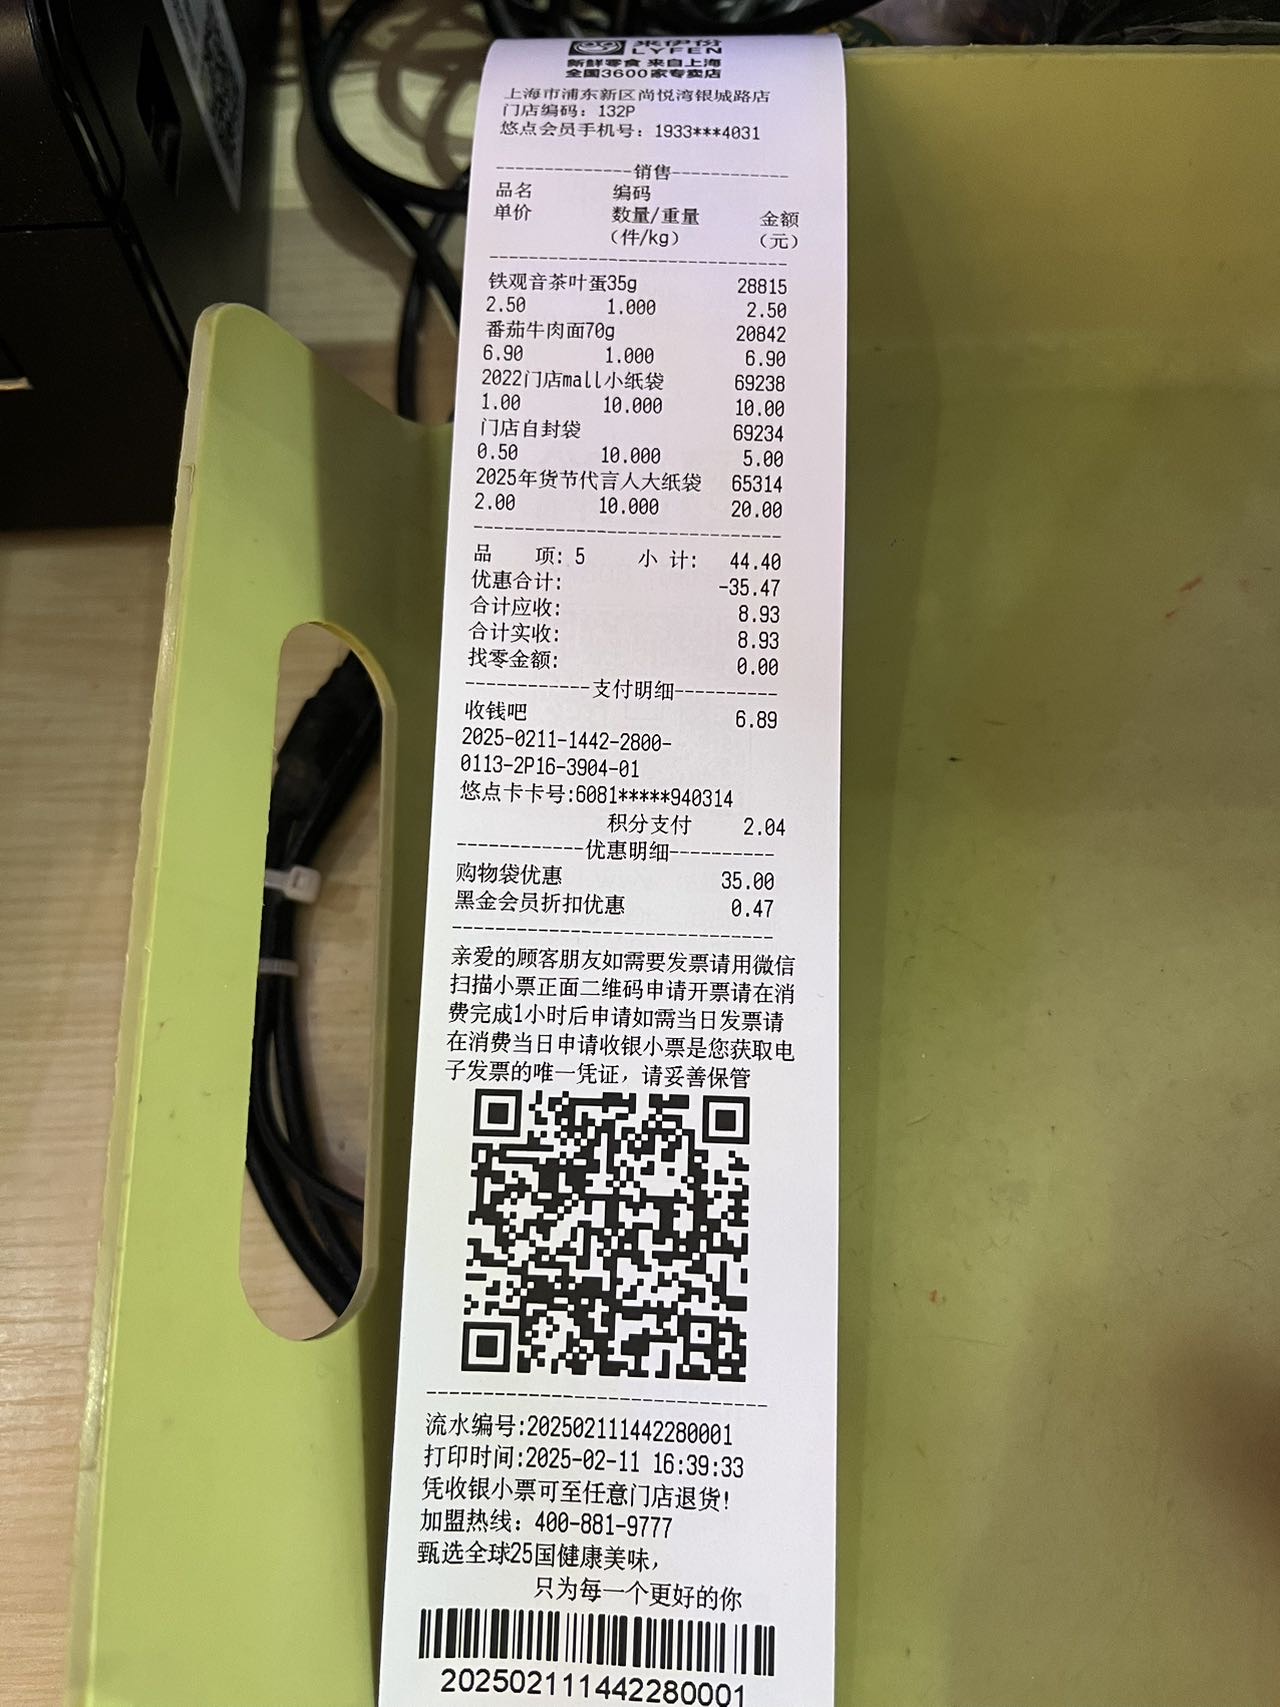 来伊份
LYFEN
新鲜零食 来自上海
全国3600家专卖店
上海市浦东新区尚悦湾银城路店
门店编码: 132P
悠点会员手机号: 1933***4031
-------------销售-----------
品名 编码
单价 数量/重量 金额
(件/kg) (元)
----------------------------
铁观音茶叶蛋35g 28815
2.50 1.000 2.50
番茄牛肉面70g 20842
6.90 1.000 6.90
2022门店mall小纸袋 69238
1.00 10.000 10.00
门店自封袋 69234
0.50 10.000 5.00
2025年货节代言人大纸袋 65314
2.00 10.000 20.00
-----------------------------
品 项: 5 小 计: 44.40
优惠合计: -35.47
合计应收: 8.93
合计实收: 8.93
找零金额: 0.00
------------支付明细----------
收钱吧 6.89
2025-0211-1442-2800-
0113-2P16-3904-01
悠点卡卡号:6081*****940314
积分支付 2.04
------------优惠明细----------
购物袋优惠 35.00
黑金会员折扣优惠 0.47
------------------------------
亲爱的顾客朋友如需要发票请用微信
扫描小票正面二维码申请开票请在消
费完成1小时后申请如需当日发票请
在消费当日申请收银小票是您获取电
子发票的唯一凭证，请妥善保管
------------------------------
流水编号:202502111442280001
打印时间:2025-02-11 16:39:33
凭收银小票可至任意门店退货!
加盟热线: 400-881-9777
甄选全球25国健康美味,
只为每一个更好的你
202502111442280001